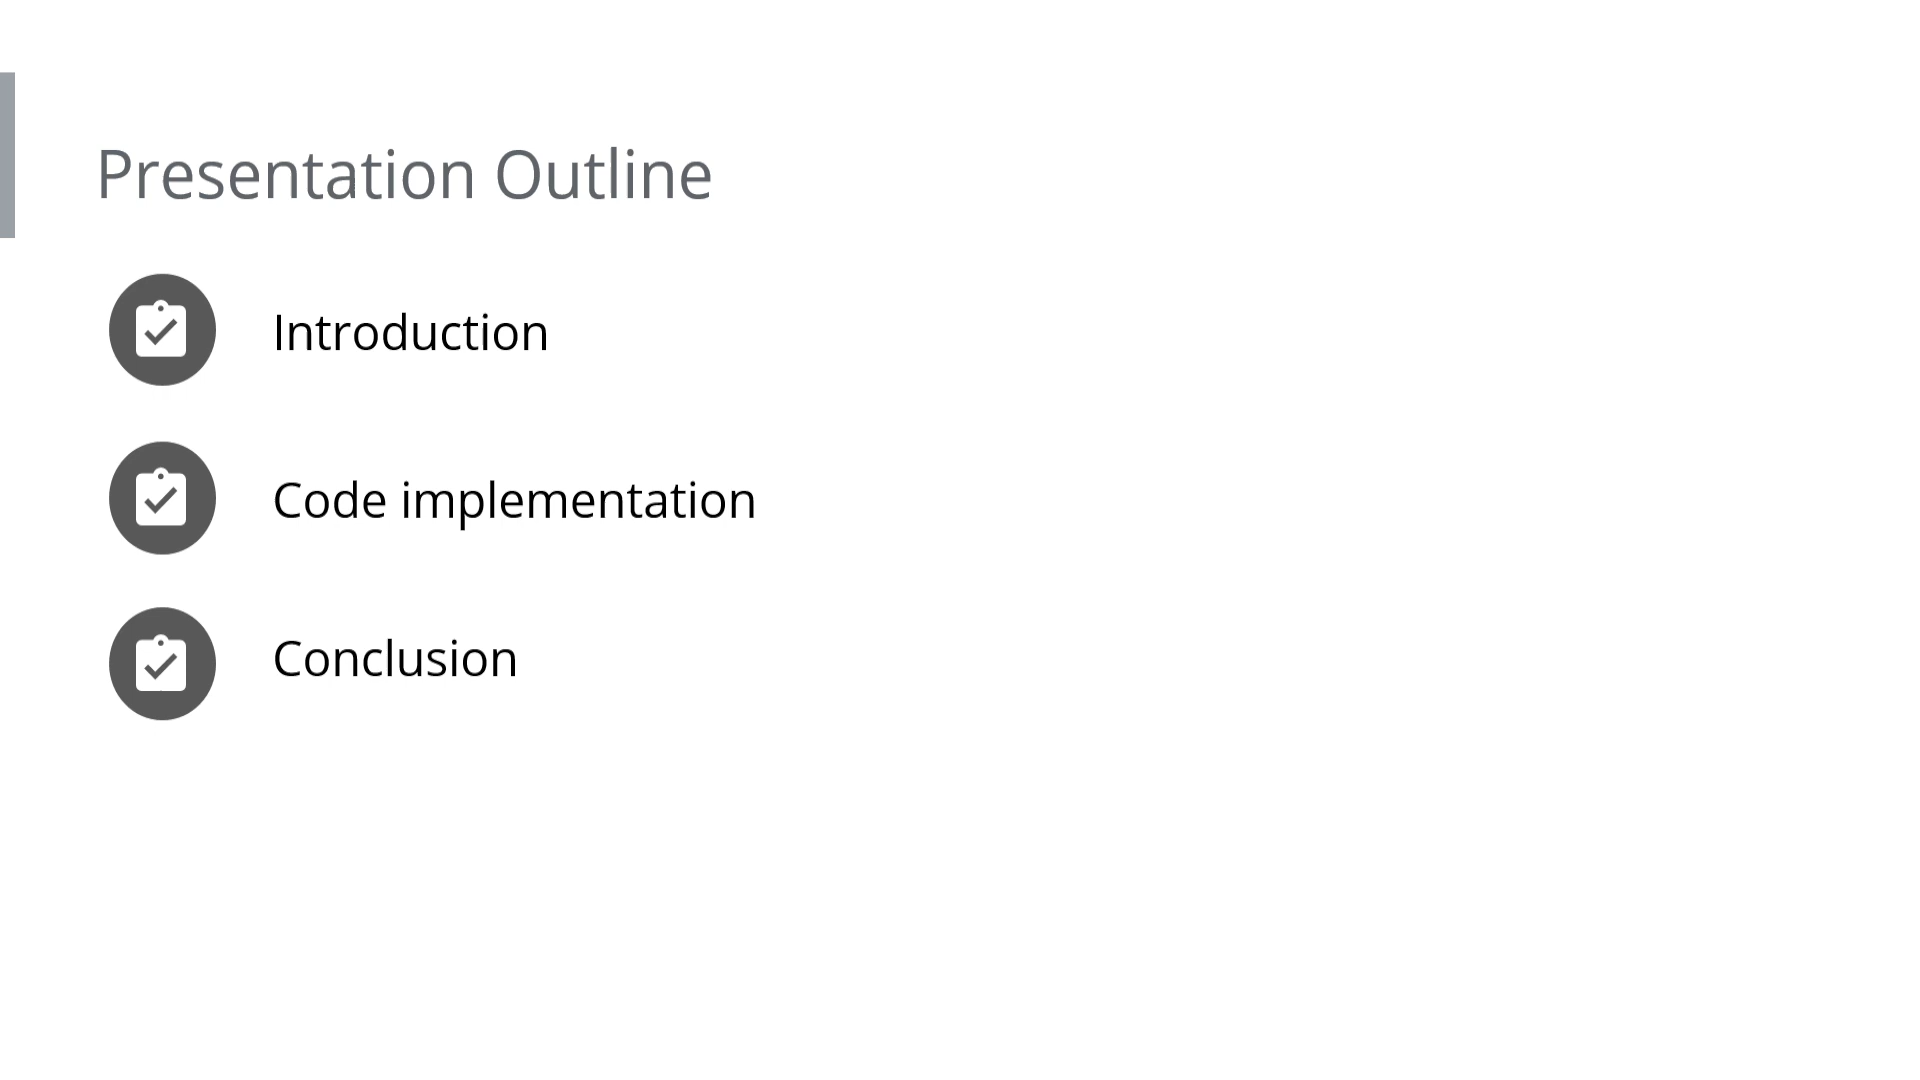 Presentation Outline
Introduction
Code implementation
Conclusion